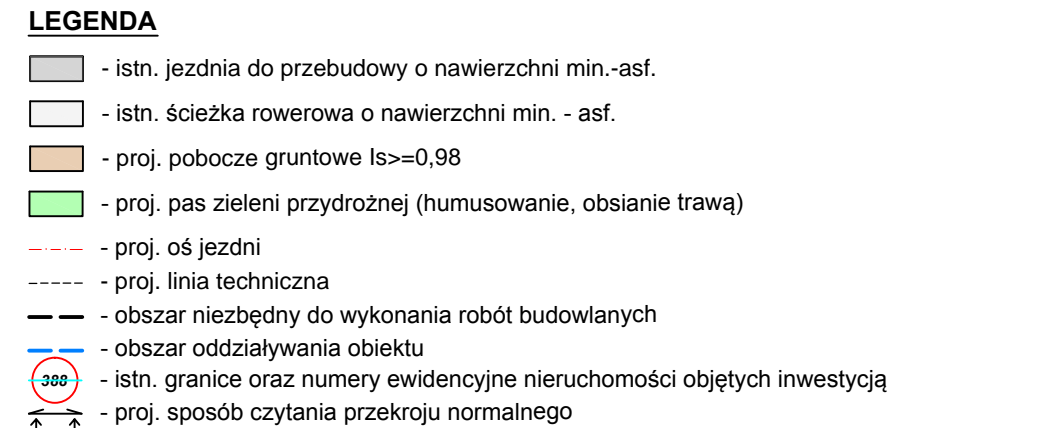 LEGENDA
- istn. jezdnia do przebudowy o nawierzchni min.-asf.
- istn. ścieżka rowerowa o nawierzchni min. - asf.
- proj. pobocze gruntowe Is>=0,98
- proj. pas zieleni przydrożnej (humusowanie, obsianie trawą)
- proj. oś jezdni
- proj. linia techniczna
- obszar niezbędny do wykonania robót budowlanych
- obszar oddziaływania obiektu
388 - istn. granice oraz numery ewidencyjne nieruchomości objętych inwestycją
- proj. sposób czytania przekroju normalnego